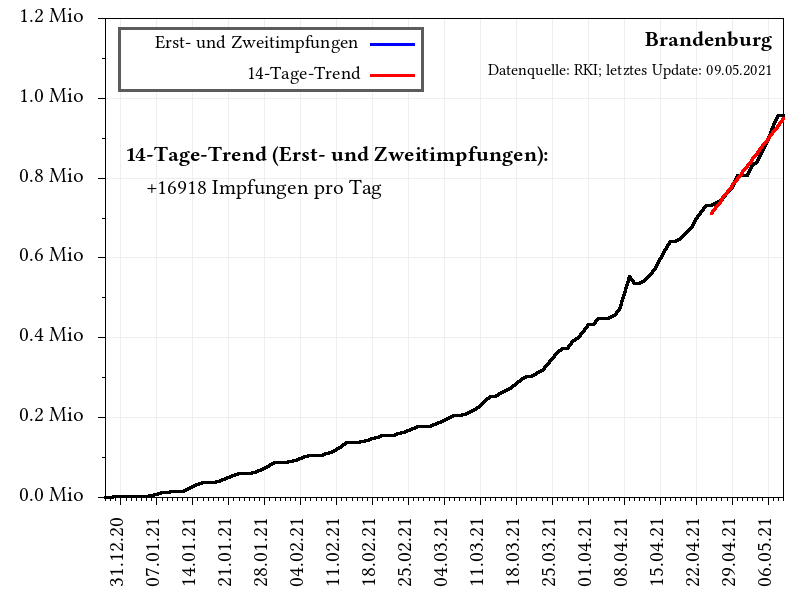 1.2 Mio
Erst- und Zweitimpfungen
14-Tage-Trend
Brandenburg
Datenquelle: RKI; letztes Update: 09.05.2021
1.0 Mio
14-Tage-Trend (Erst- und Zweitimpfungen):
+16918 Impfungen pro Tag
0.8 Mio
0.6 Mio
0.4 Mio
0.2 Mio
0.0 Mio
31.12.20
07.01.21
14.01.21
21.01.21
28.01.21
04.02.21
11.02.21
18.02.21
25.02.21
04.03.21
11.03.21
18.03.21
25.03.21
01.04.21
08.04.21
15.04.21
22.04.21
29.04.21
06.05.21